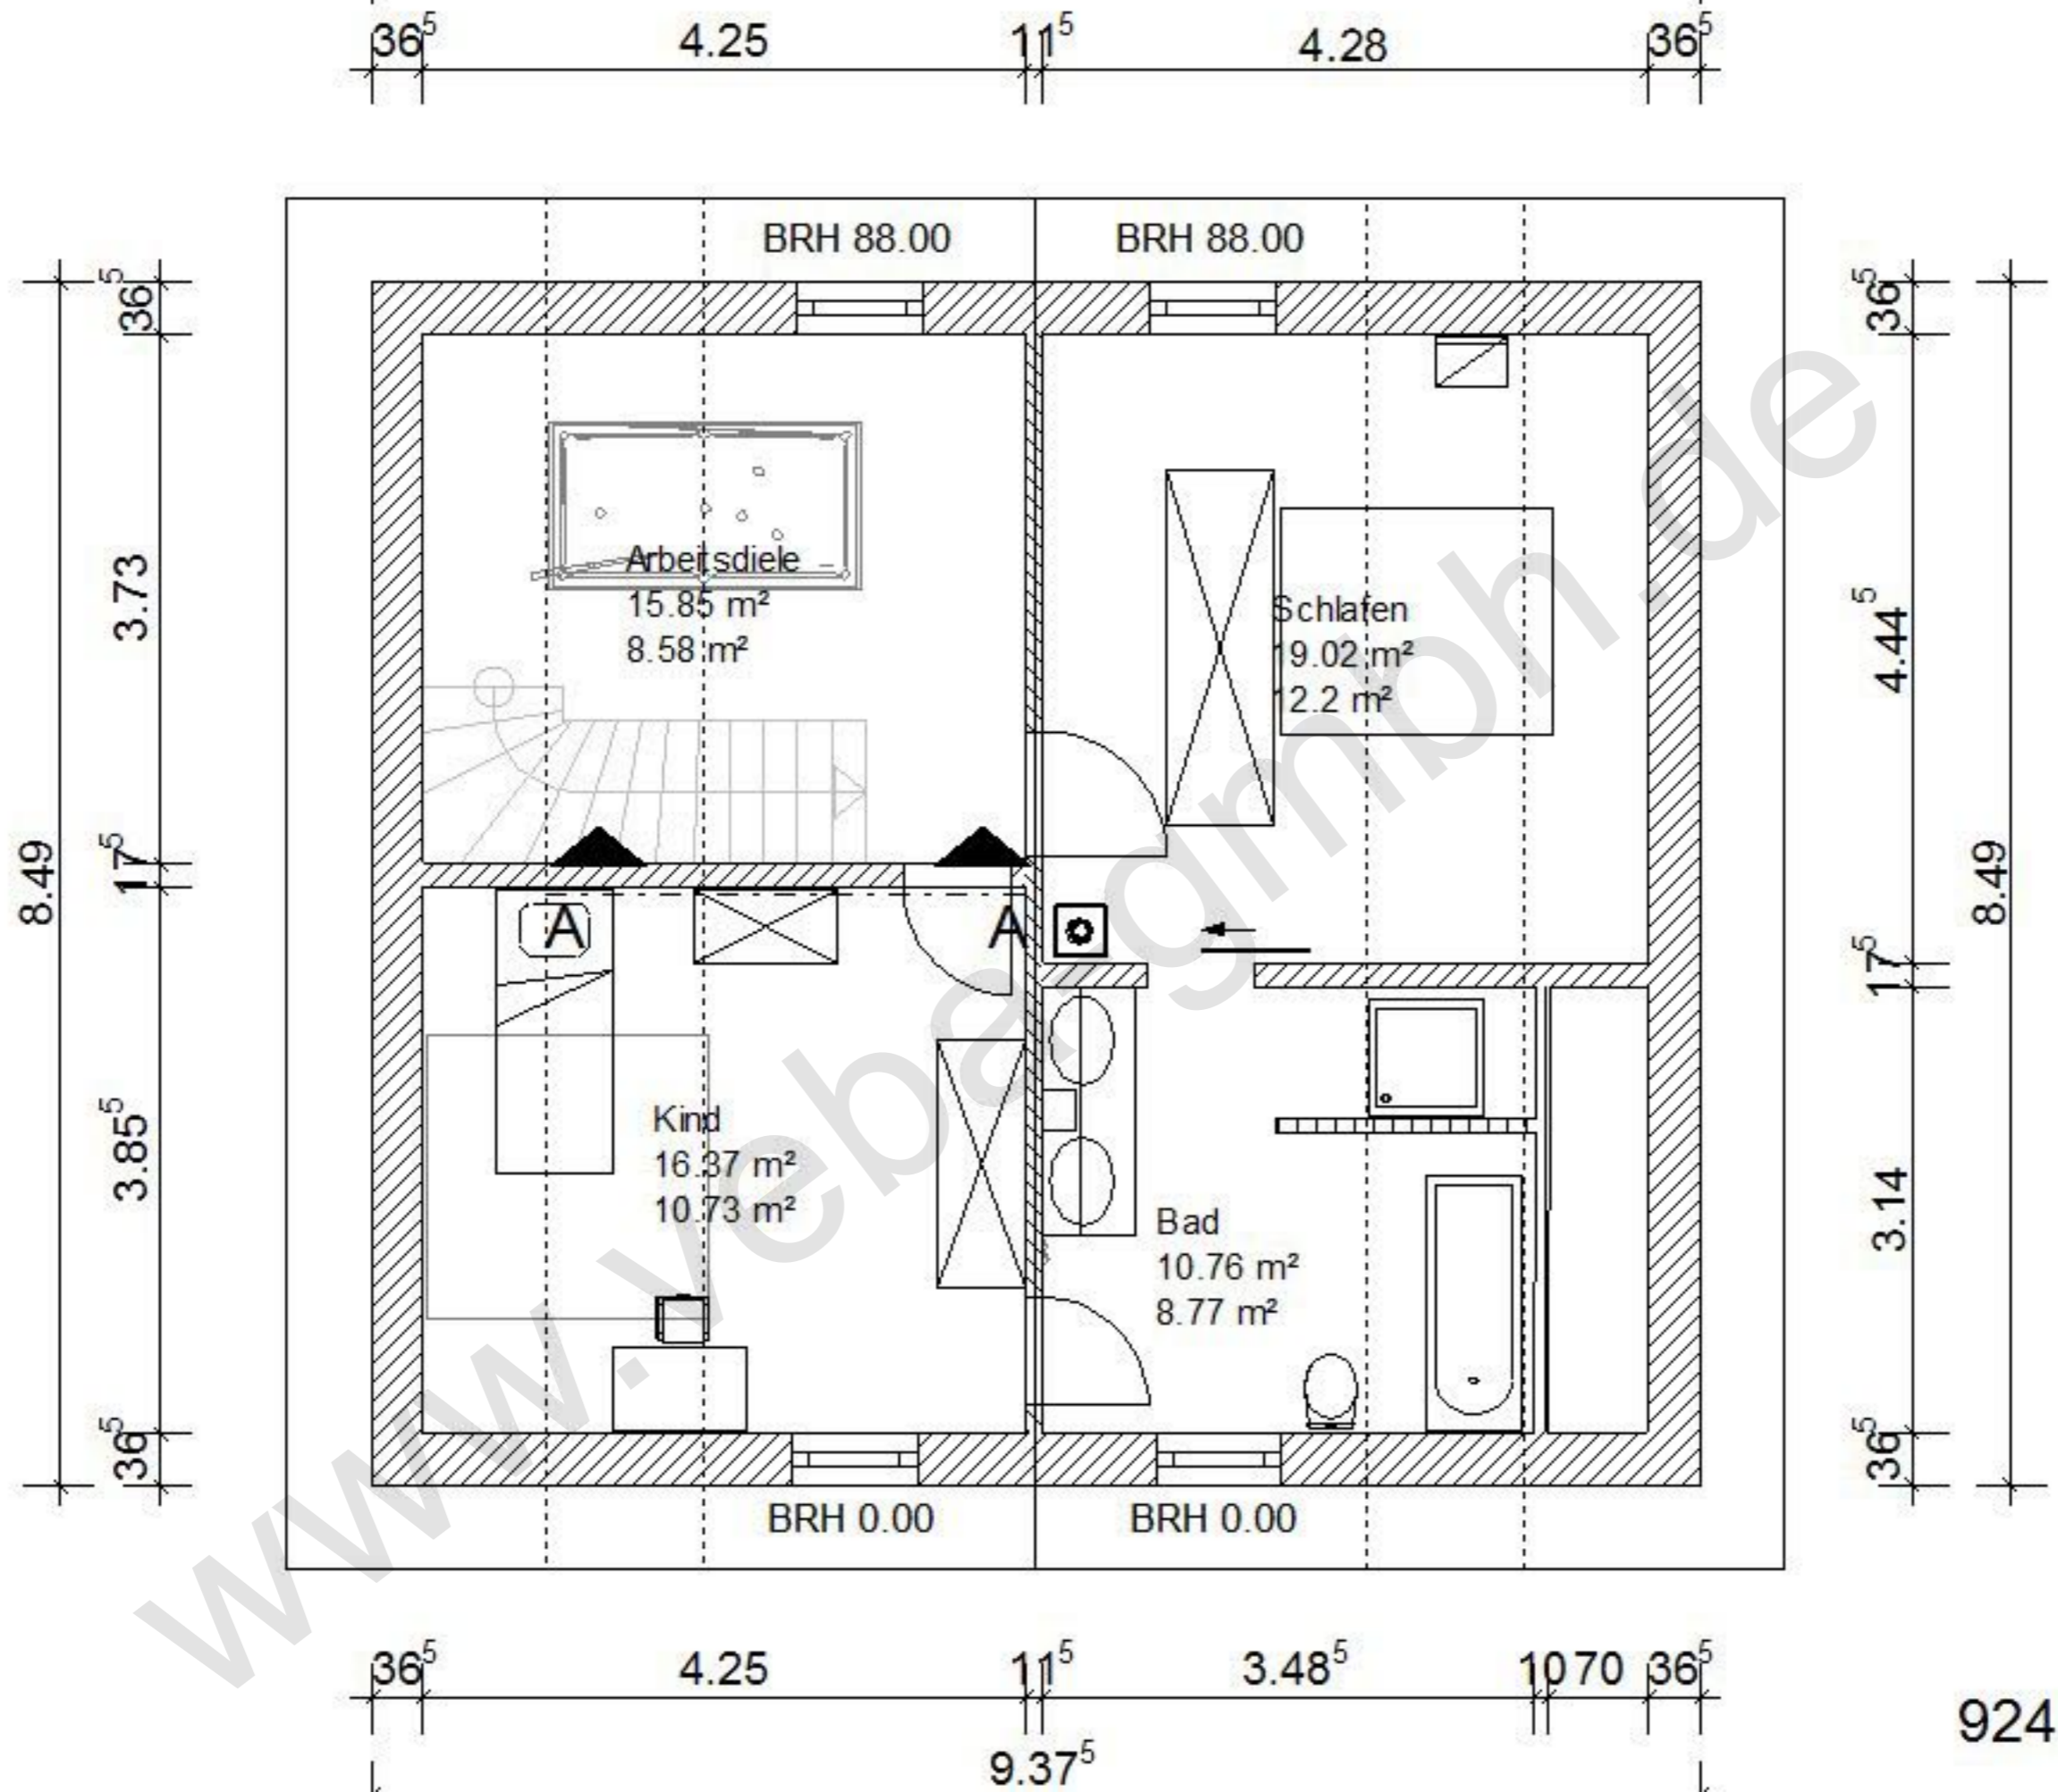 36⁵ 4.25 11⁵ 4.28 36⁵
BRH 88.00 BRH 88.00
36⁵
3.73
17⁵
3.85⁵
36⁵
8.49
Arbeitsdiele
15.85 m²
8.58 m²
Schlafen
19.02 m²
12.2 m²
A A
Kind
16.37 m²
10.73 m²
Bad
10.76 m²
8.77 m²
36⁵
4.44⁵
17⁵
3.14
36⁵
8.49
BRH 0.00 BRH 0.00
www.veba-gmbh.de
36⁵ 4.25 11⁵ 3.48⁵ 10 70 36⁵
924
9.37⁵